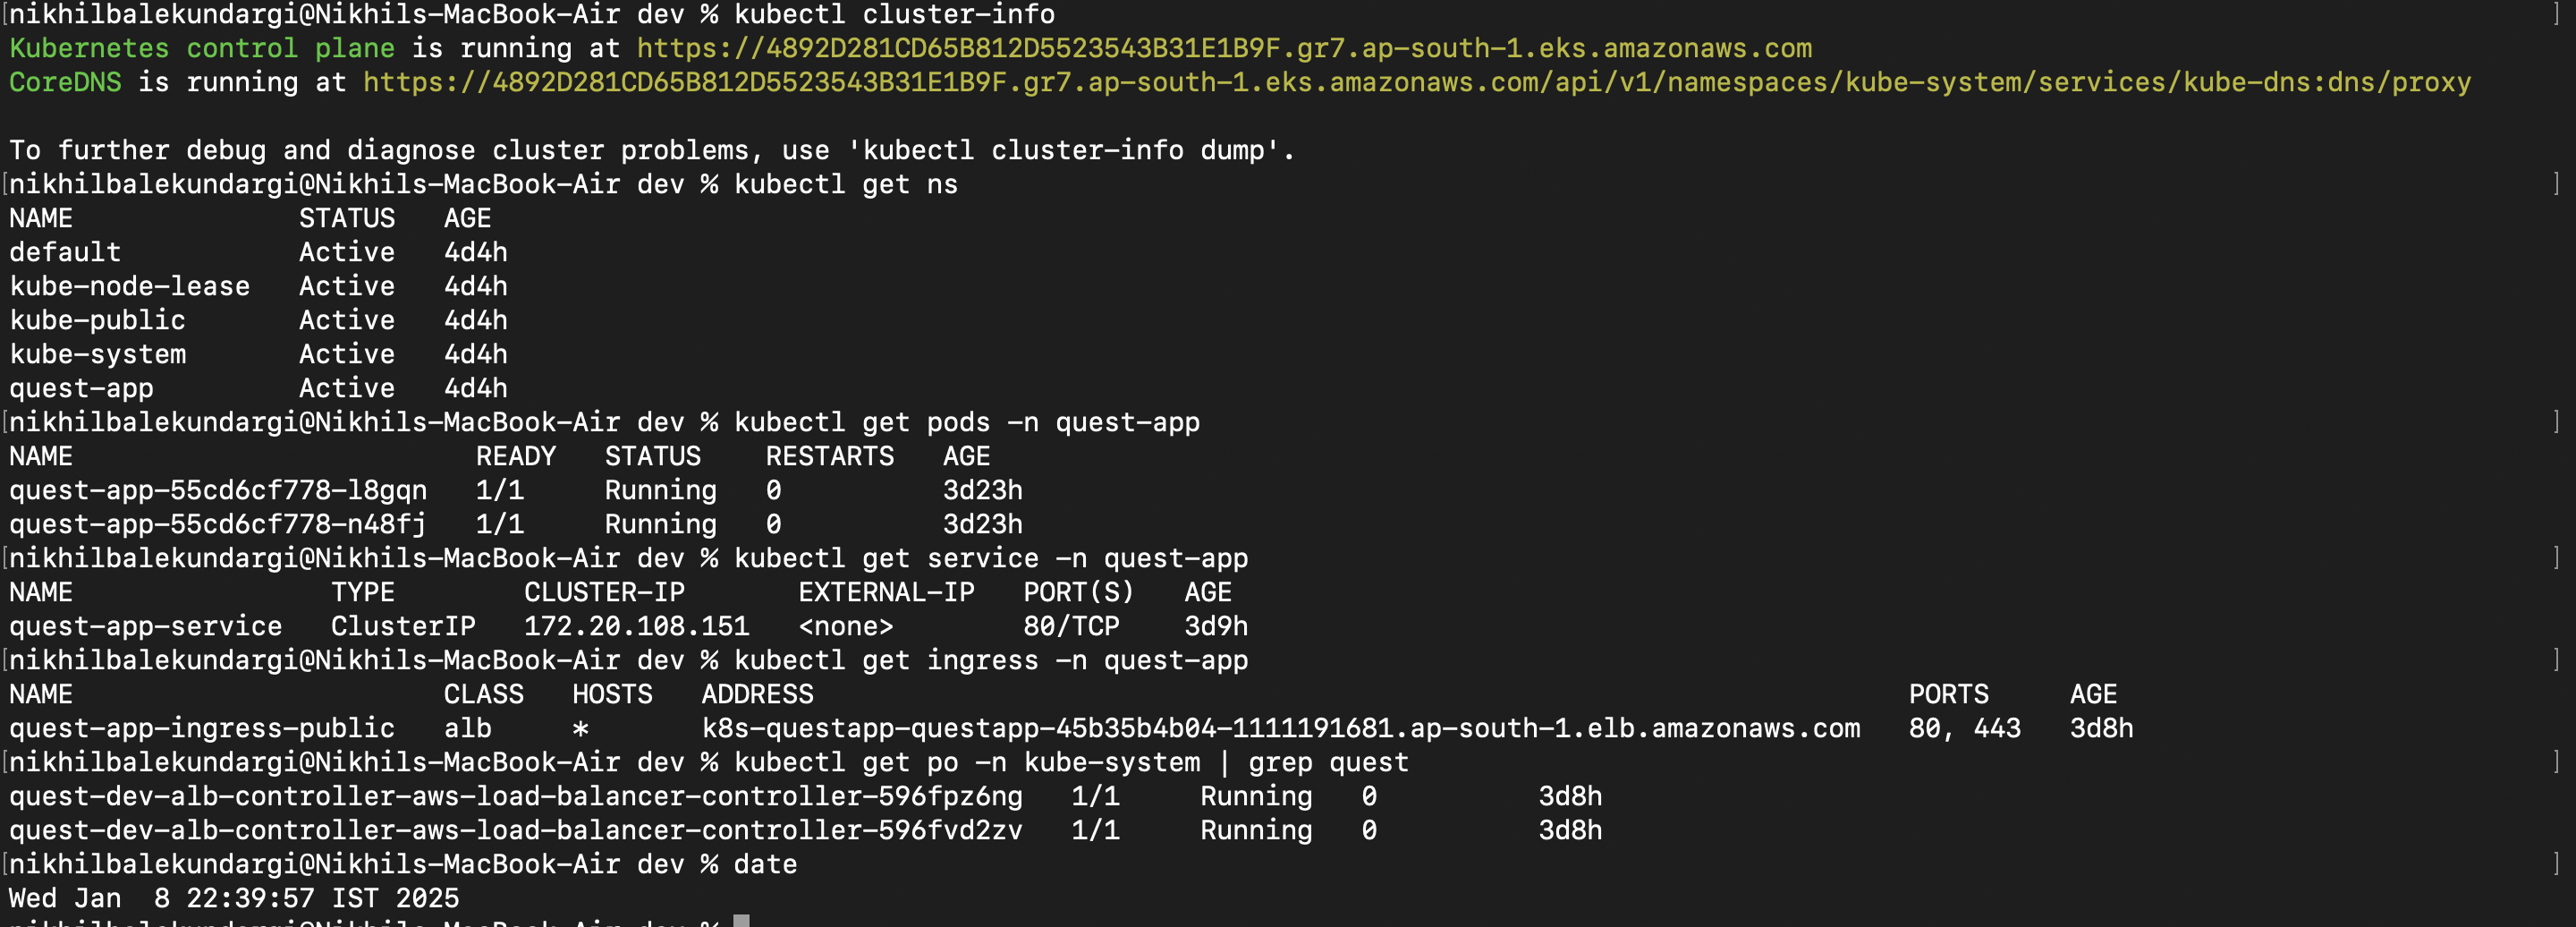 [nikhilbalekundargi@Nikhils-MacBook-Air dev % kubectl cluster-info ]
Kubernetes control plane is running at https://4892D281CD65B812D5523543B31E1B9F.gr7.ap-south-1.eks.amazonaws.com
CoreDNS is running at https://4892D281CD65B812D5523543B31E1B9F.gr7.ap-south-1.eks.amazonaws.com/api/v1/namespaces/kube-system/services/kube-dns:dns/proxy
To further debug and diagnose cluster problems, use 'kubectl cluster-info dump'.
[nikhilbalekundargi@Nikhils-MacBook-Air dev % kubectl get ns ]
NAME STATUS AGE
default Active 4d4h
kube-node-lease Active 4d4h
kube-public Active 4d4h
kube-system Active 4d4h
quest-app Active 4d4h
[nikhilbalekundargi@Nikhils-MacBook-Air dev % kubectl get pods -n quest-app ]
NAME READY STATUS RESTARTS AGE
quest-app-55cd6cf778-l8gqn 1/1 Running 0 3d23h
quest-app-55cd6cf778-n48fj 1/1 Running 0 3d23h
[nikhilbalekundargi@Nikhils-MacBook-Air dev % kubectl get service -n quest-app ]
NAME TYPE CLUSTER-IP EXTERNAL-IP PORT(S) AGE
quest-app-service ClusterIP 172.20.108.151 <none> 80/TCP 3d9h
[nikhilbalekundargi@Nikhils-MacBook-Air dev % kubectl get ingress -n quest-app ]
NAME CLASS HOSTS ADDRESS PORTS AGE
quest-app-ingress-public alb * k8s-questapp-questapp-45b35b4b04-1111191681.ap-south-1.elb.amazonaws.com 80, 443 3d8h
[nikhilbalekundargi@Nikhils-MacBook-Air dev % kubectl get po -n kube-system | grep quest ]
quest-dev-alb-controller-aws-load-balancer-controller-596fpz6ng 1/1 Running 0 3d8h
quest-dev-alb-controller-aws-load-balancer-controller-596fvd2zv 1/1 Running 0 3d8h
[nikhilbalekundargi@Nikhils-MacBook-Air dev % date ]
Wed Jan 8 22:39:57 IST 2025
nikhilbalekundargi@Nikhils-MacBook-Air dev %